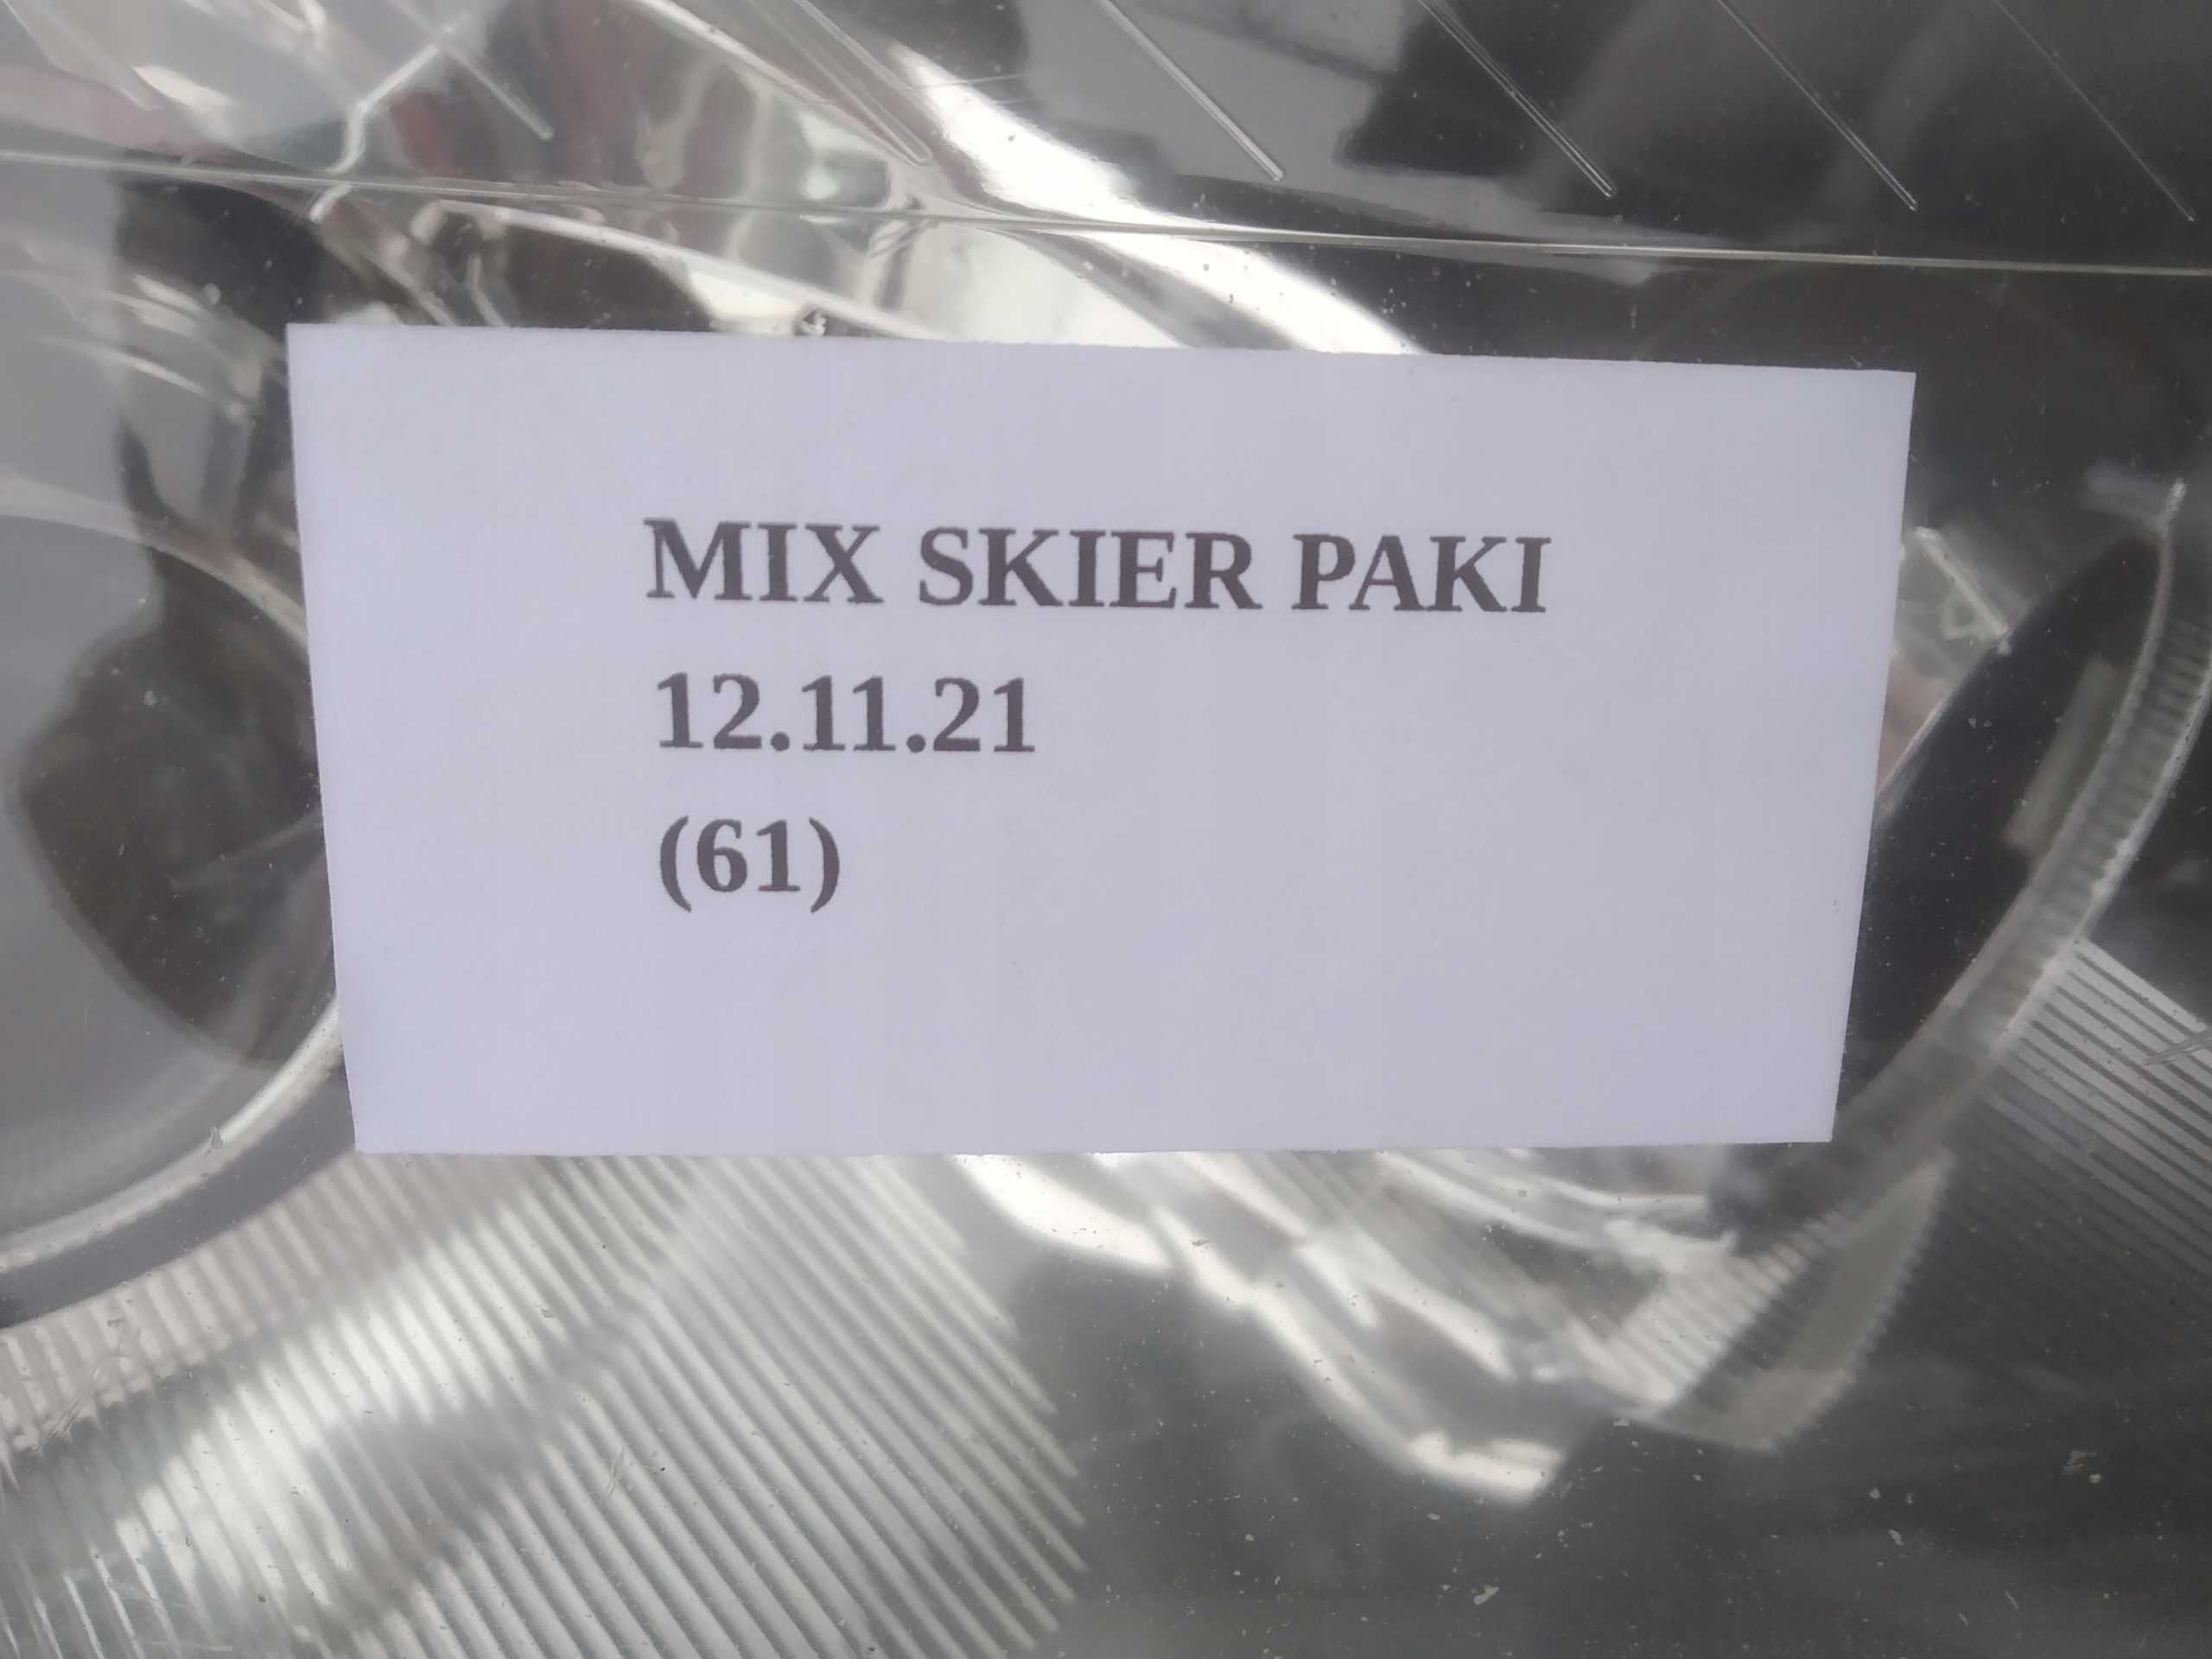 MIX SKIER PAKI
12.11.21
(61)